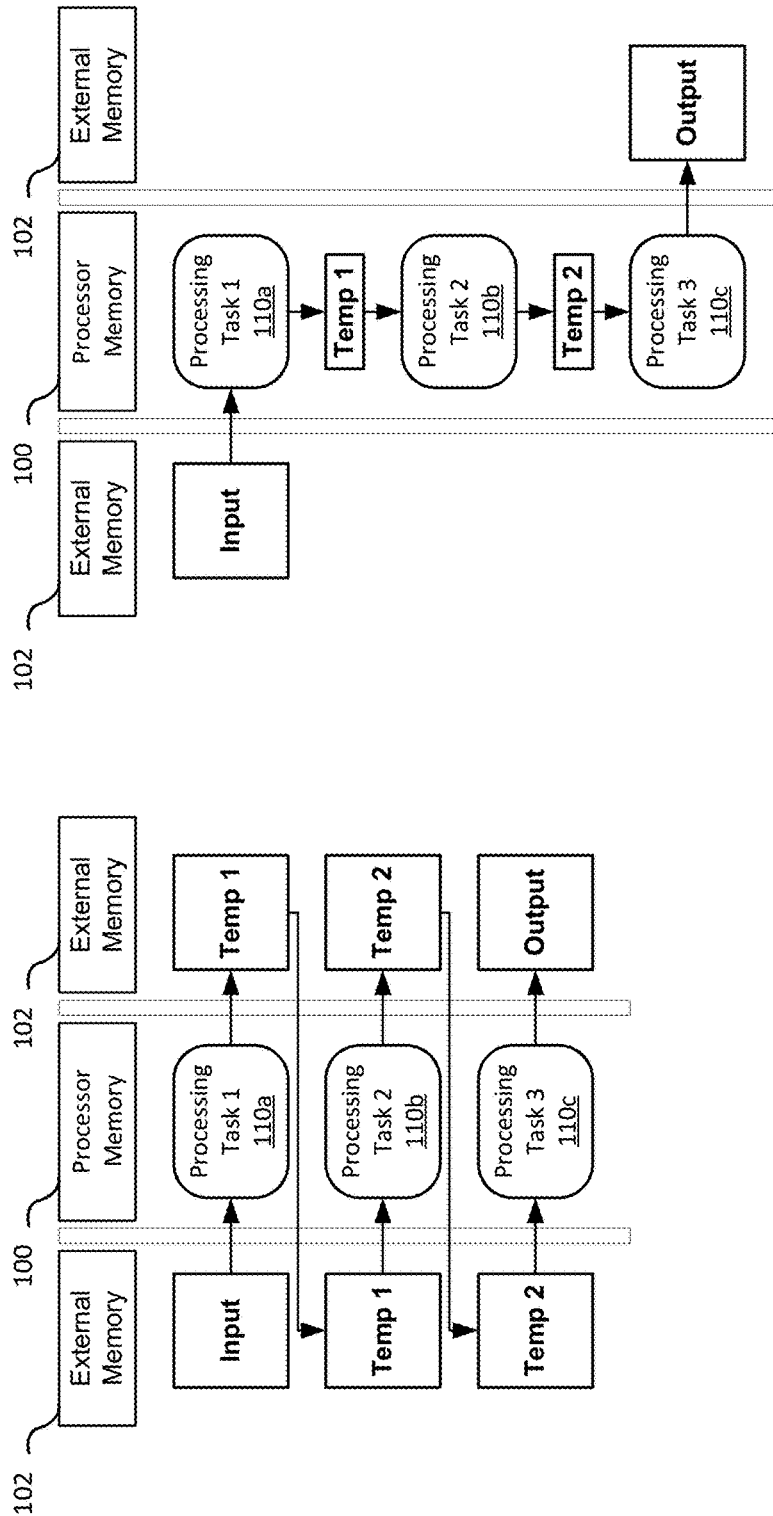 102
External
Memory
100
Processor
Memory
102
External
Memory
Input
Processing
Task 1
110a
Temp 1
Temp 1
Processing
Task 2
110b
Temp 2
Temp 2
Processing
Task 3
110c
Output
102
External
Memory
100
Processor
Memory
102
External
Memory
Input
Processing
Task 1
110a
Temp 1
Processing
Task 2
110b
Temp 2
Processing
Task 3
110c
Output